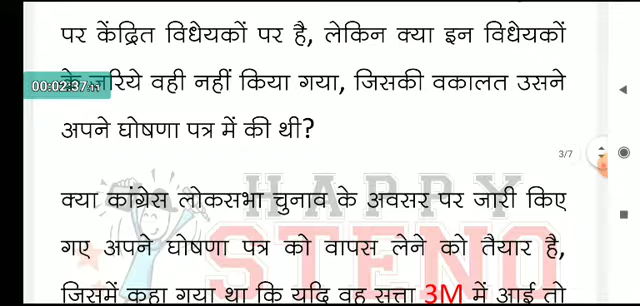 पर केंद्रित विधेयकों पर है, लेकिन क्या इन विधेयकों
00:02:37
के जरिये वही नहीं किया गया, जिसकी वकालत उसने
अपने घोषणा पत्र में की थी?
3/7
HAPPY
STENO
क्या कांग्रेस लोकसभा चुनाव के अवसर पर जारी किए
गए अपने घोषणा पत्र को वापस लेने को तैयार है,
जिसमें कहा गया था कि यदि वह सत्ता 3M में आई तो